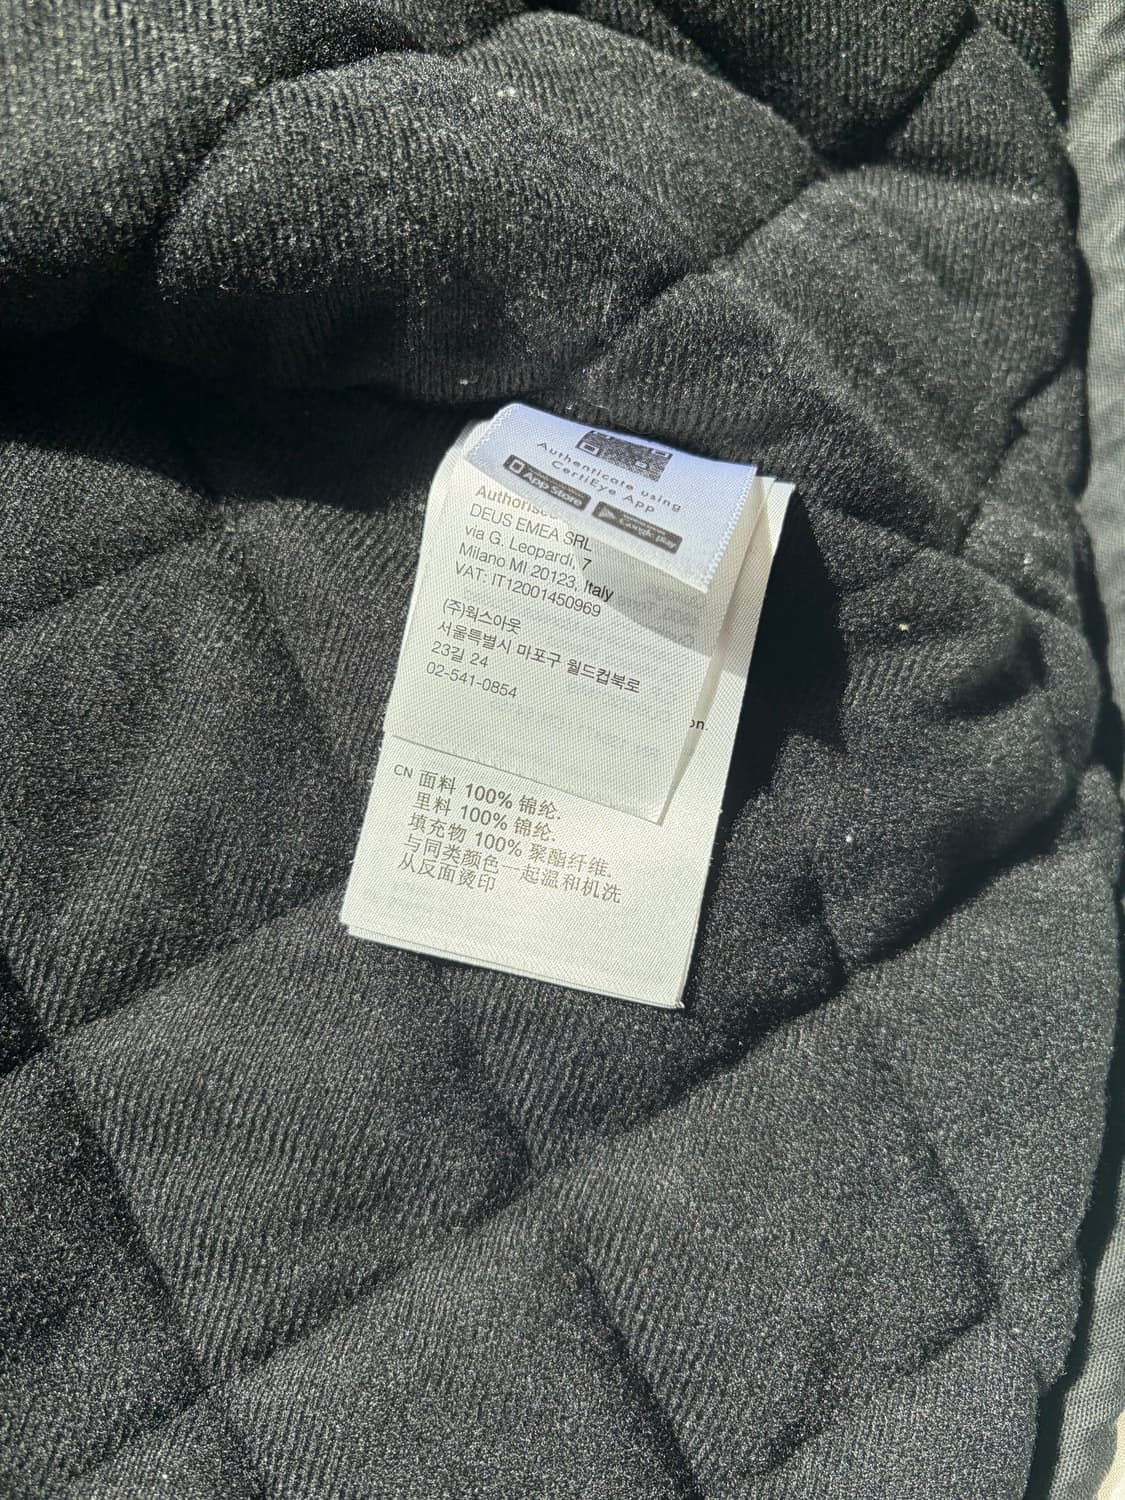 Authenticate using
CertiEye App
App Store
Google play
DEUS EMEA SRL
via G. Leopardi, 7
Milano MI 20123, Italy
VAT: IT12001450969
(주)웍스아웃
서울특별시 마포구 월드컵북로
23길 24
02-541-0854
on.
CN 面料 100% 锦纶.
里料 100% 锦纶.
填充物 100% 聚酯纤维.
与同类颜色一起温和机洗
从反面烫印